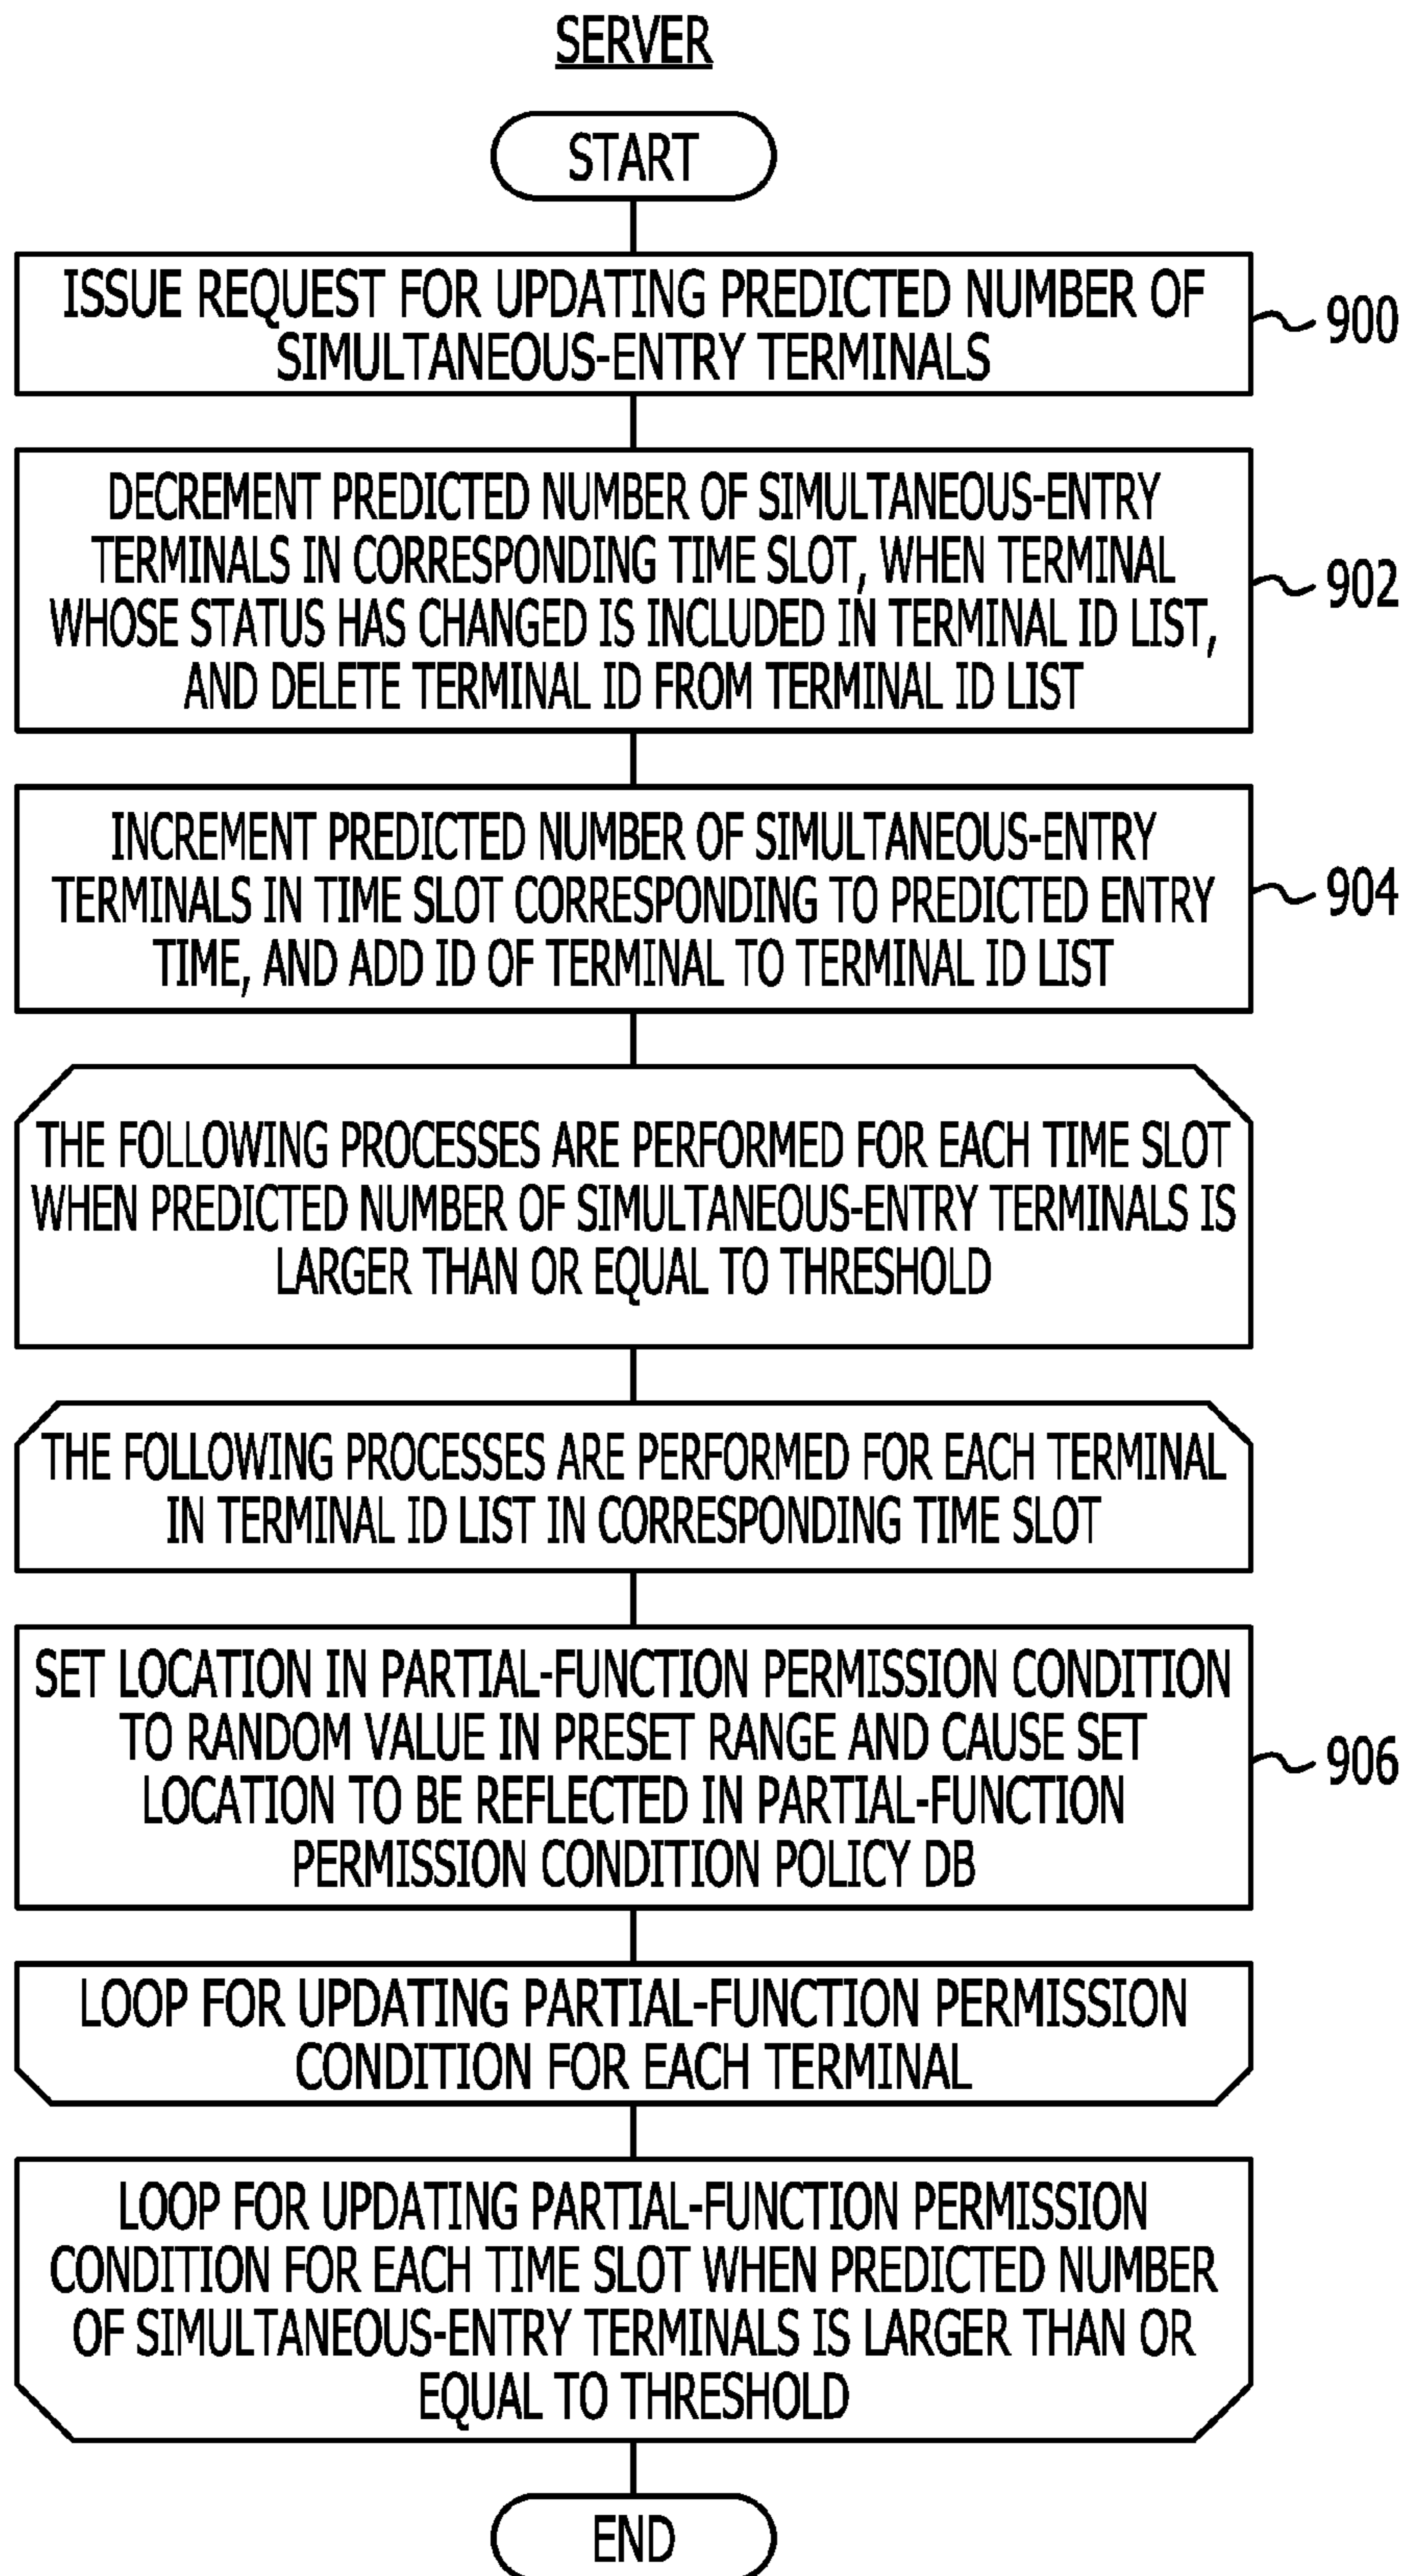 SERVER
START
ISSUE REQUEST FOR UPDATING PREDICTED NUMBER OF
SIMULTANEOUS-ENTRY TERMINALS
900
DECREMENT PREDICTED NUMBER OF SIMULTANEOUS-ENTRY
TERMINALS IN CORRESPONDING TIME SLOT, WHEN TERMINAL
WHOSE STATUS HAS CHANGED IS INCLUDED IN TERMINAL ID LIST,
AND DELETE TERMINAL ID FROM TERMINAL ID LIST
902
INCREMENT PREDICTED NUMBER OF SIMULTANEOUS-ENTRY
TERMINALS IN TIME SLOT CORRESPONDING TO PREDICTED ENTRY
TIME, AND ADD ID OF TERMINAL TO TERMINAL ID LIST
904
THE FOLLOWING PROCESSES ARE PERFORMED FOR EACH TIME SLOT
WHEN PREDICTED NUMBER OF SIMULTANEOUS-ENTRY TERMINALS IS
LARGER THAN OR EQUAL TO THRESHOLD
THE FOLLOWING PROCESSES ARE PERFORMED FOR EACH TERMINAL
IN TERMINAL ID LIST IN CORRESPONDING TIME SLOT
SET LOCATION IN PARTIAL-FUNCTION PERMISSION CONDITION
TO RANDOM VALUE IN PRESET RANGE AND CAUSE SET
LOCATION TO BE REFLECTED IN PARTIAL-FUNCTION
PERMISSION CONDITION POLICY DB
906
LOOP FOR UPDATING PARTIAL-FUNCTION PERMISSION
CONDITION FOR EACH TERMINAL
LOOP FOR UPDATING PARTIAL-FUNCTION PERMISSION
CONDITION FOR EACH TIME SLOT WHEN PREDICTED NUMBER
OF SIMULTANEOUS-ENTRY TERMINALS IS LARGER THAN OR
EQUAL TO THRESHOLD
END